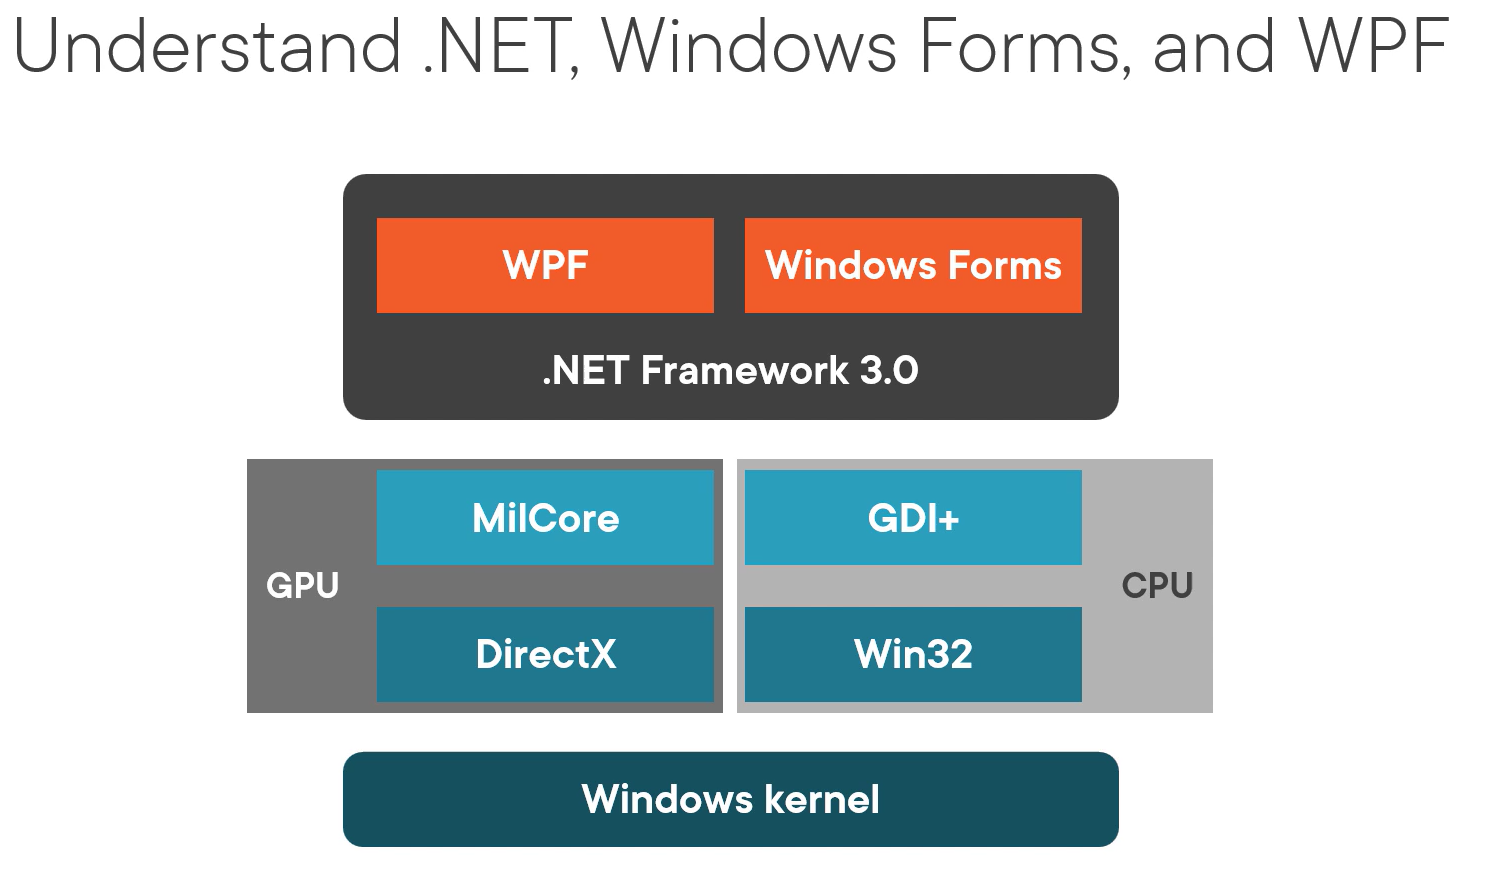 Understand .NET, Windows Forms, and WPF
WPF
Windows Forms
.NET Framework 3.0
MilCore
GDI+
GPU
CPU
DirectX
Win32
Windows kernel